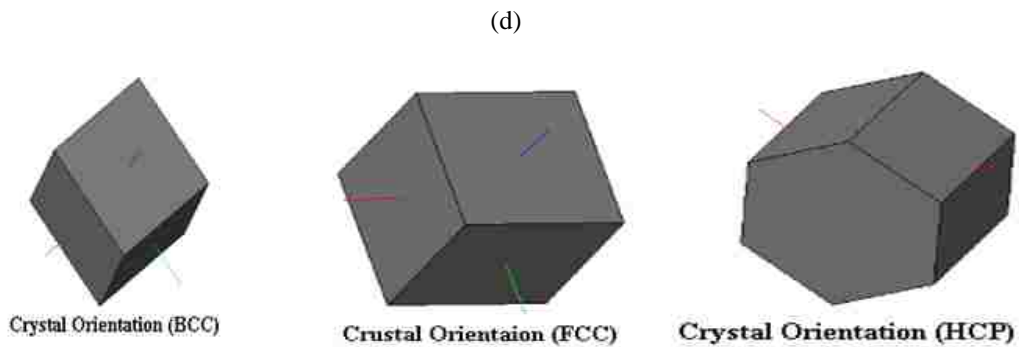 (d)
Crystal Orientation (BCC)
Crustal Orientaion (FCC)
Crystal Orientation (HCP)